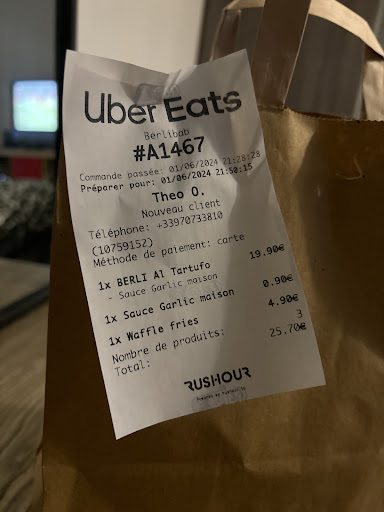 Uber Eats
Berlibab
#A1467
Commande passée: 01/06/2024 21:28:28
Préparer pour: 01/06/2024 21:50:15
Theo O.
Nouveau client
Téléphone: +33970733810
(10759152)
Méthode de paiement: carte
1x BERLI Al Tartufo 19.90€
- Sauce Garlic maison
1x Sauce Garlic maison 0.90€
1x Waffle fries 4.90€
Nombre de produits: 3
Total: 25.70€
RUSHOUR